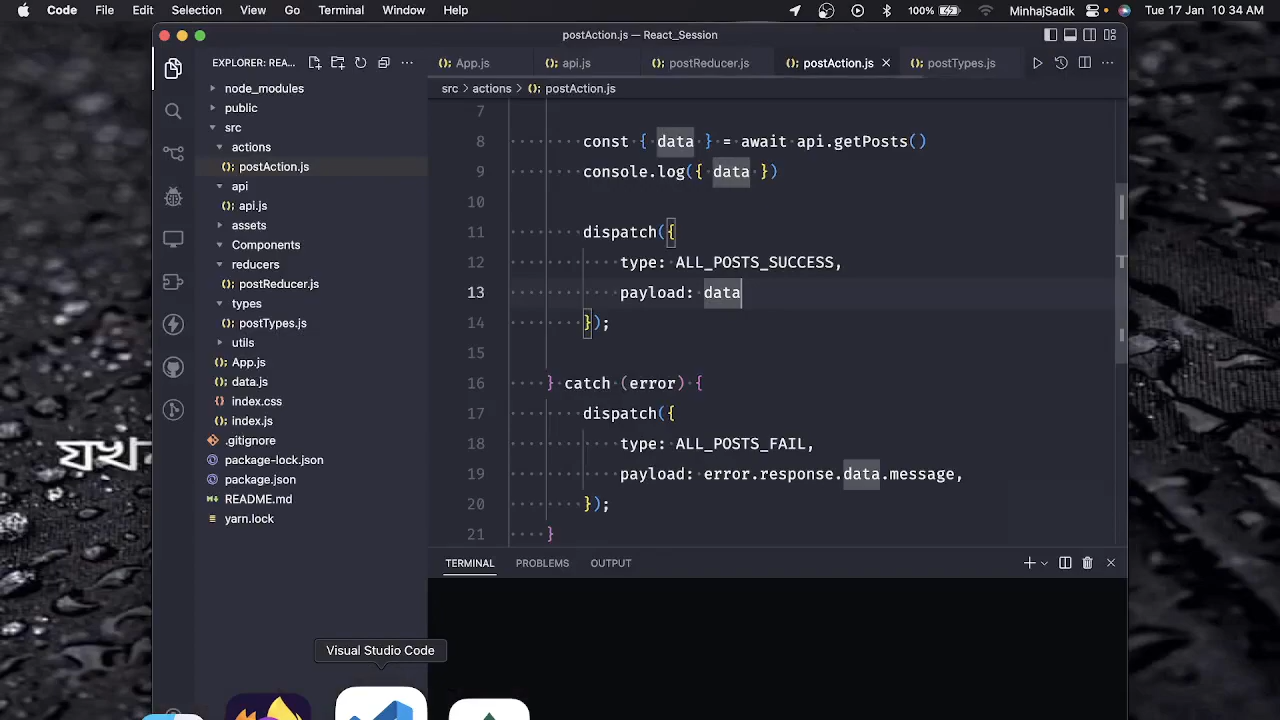 Code File Edit Selection View Go Terminal Window Help 100% MinhajSadik Tue 17 Jan 10:34 AM
postAction.js — React_Session
EXPLORER: REA...
App.js api.js postReducer.js postAction.js postTypes.js
src > actions > postAction.js
node_modules
public
src
actions
postAction.js
api
api.js
assets
Components
reducers
postReducer.js
types
postTypes.js
utils
App.js
data.js
index.css
index.js
.gitignore
package-lock.json
package.json
README.md
yarn.lock
7
8 const { data } = await api.getPosts()
9 console.log({ data })
10
11 dispatch({
12 type: ALL_POSTS_SUCCESS,
13 payload: data
14 });
15
16 } catch (error) {
17 dispatch({
18 type: ALL_POSTS_FAIL,
19 payload: error.response.data.message,
20 });
21 }
TERMINAL PROBLEMS OUTPUT
Visual Studio Code